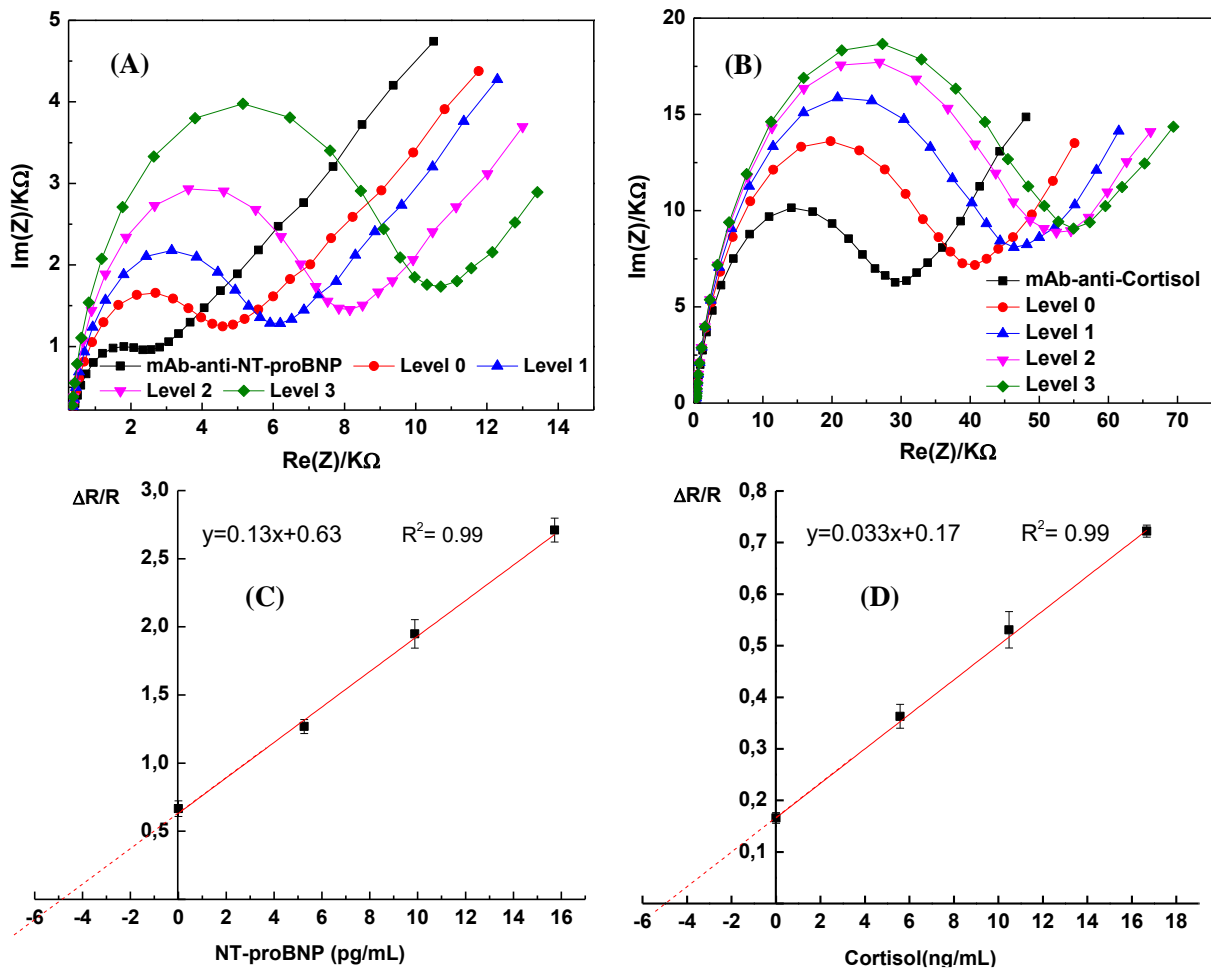 (A)
Im(Z)/KΩ
5
4
3
2
1
mAb-anti-NT-proBNP Level 0 Level 1
Level 2 Level 3
2 4 6 8 10 12 14
Re(Z)/KΩ
(B)
Im(Z)/KΩ
20
15
10
5
0
mAb-anti-Cortisol
Level 0
Level 1
Level 2
Level 3
0 10 20 30 40 50 60 70
Re(Z)/KΩ
ΔR/R
3,0
2,5
2,0
1,5
1,0
0,5
y=0.13x+0.63 R²= 0.99
(C)
-6 -4 -2 0 2 4 6 8 10 12 14 16
NT-proBNP (pg/mL)
ΔR/R
0,8
0,7
0,6
0,5
0,4
0,3
0,2
0,1
y=0.033x+0.17 R²= 0.99
(D)
-6 -4 -2 0 2 4 6 8 10 12 14 16 18
Cortisol(ng/mL)